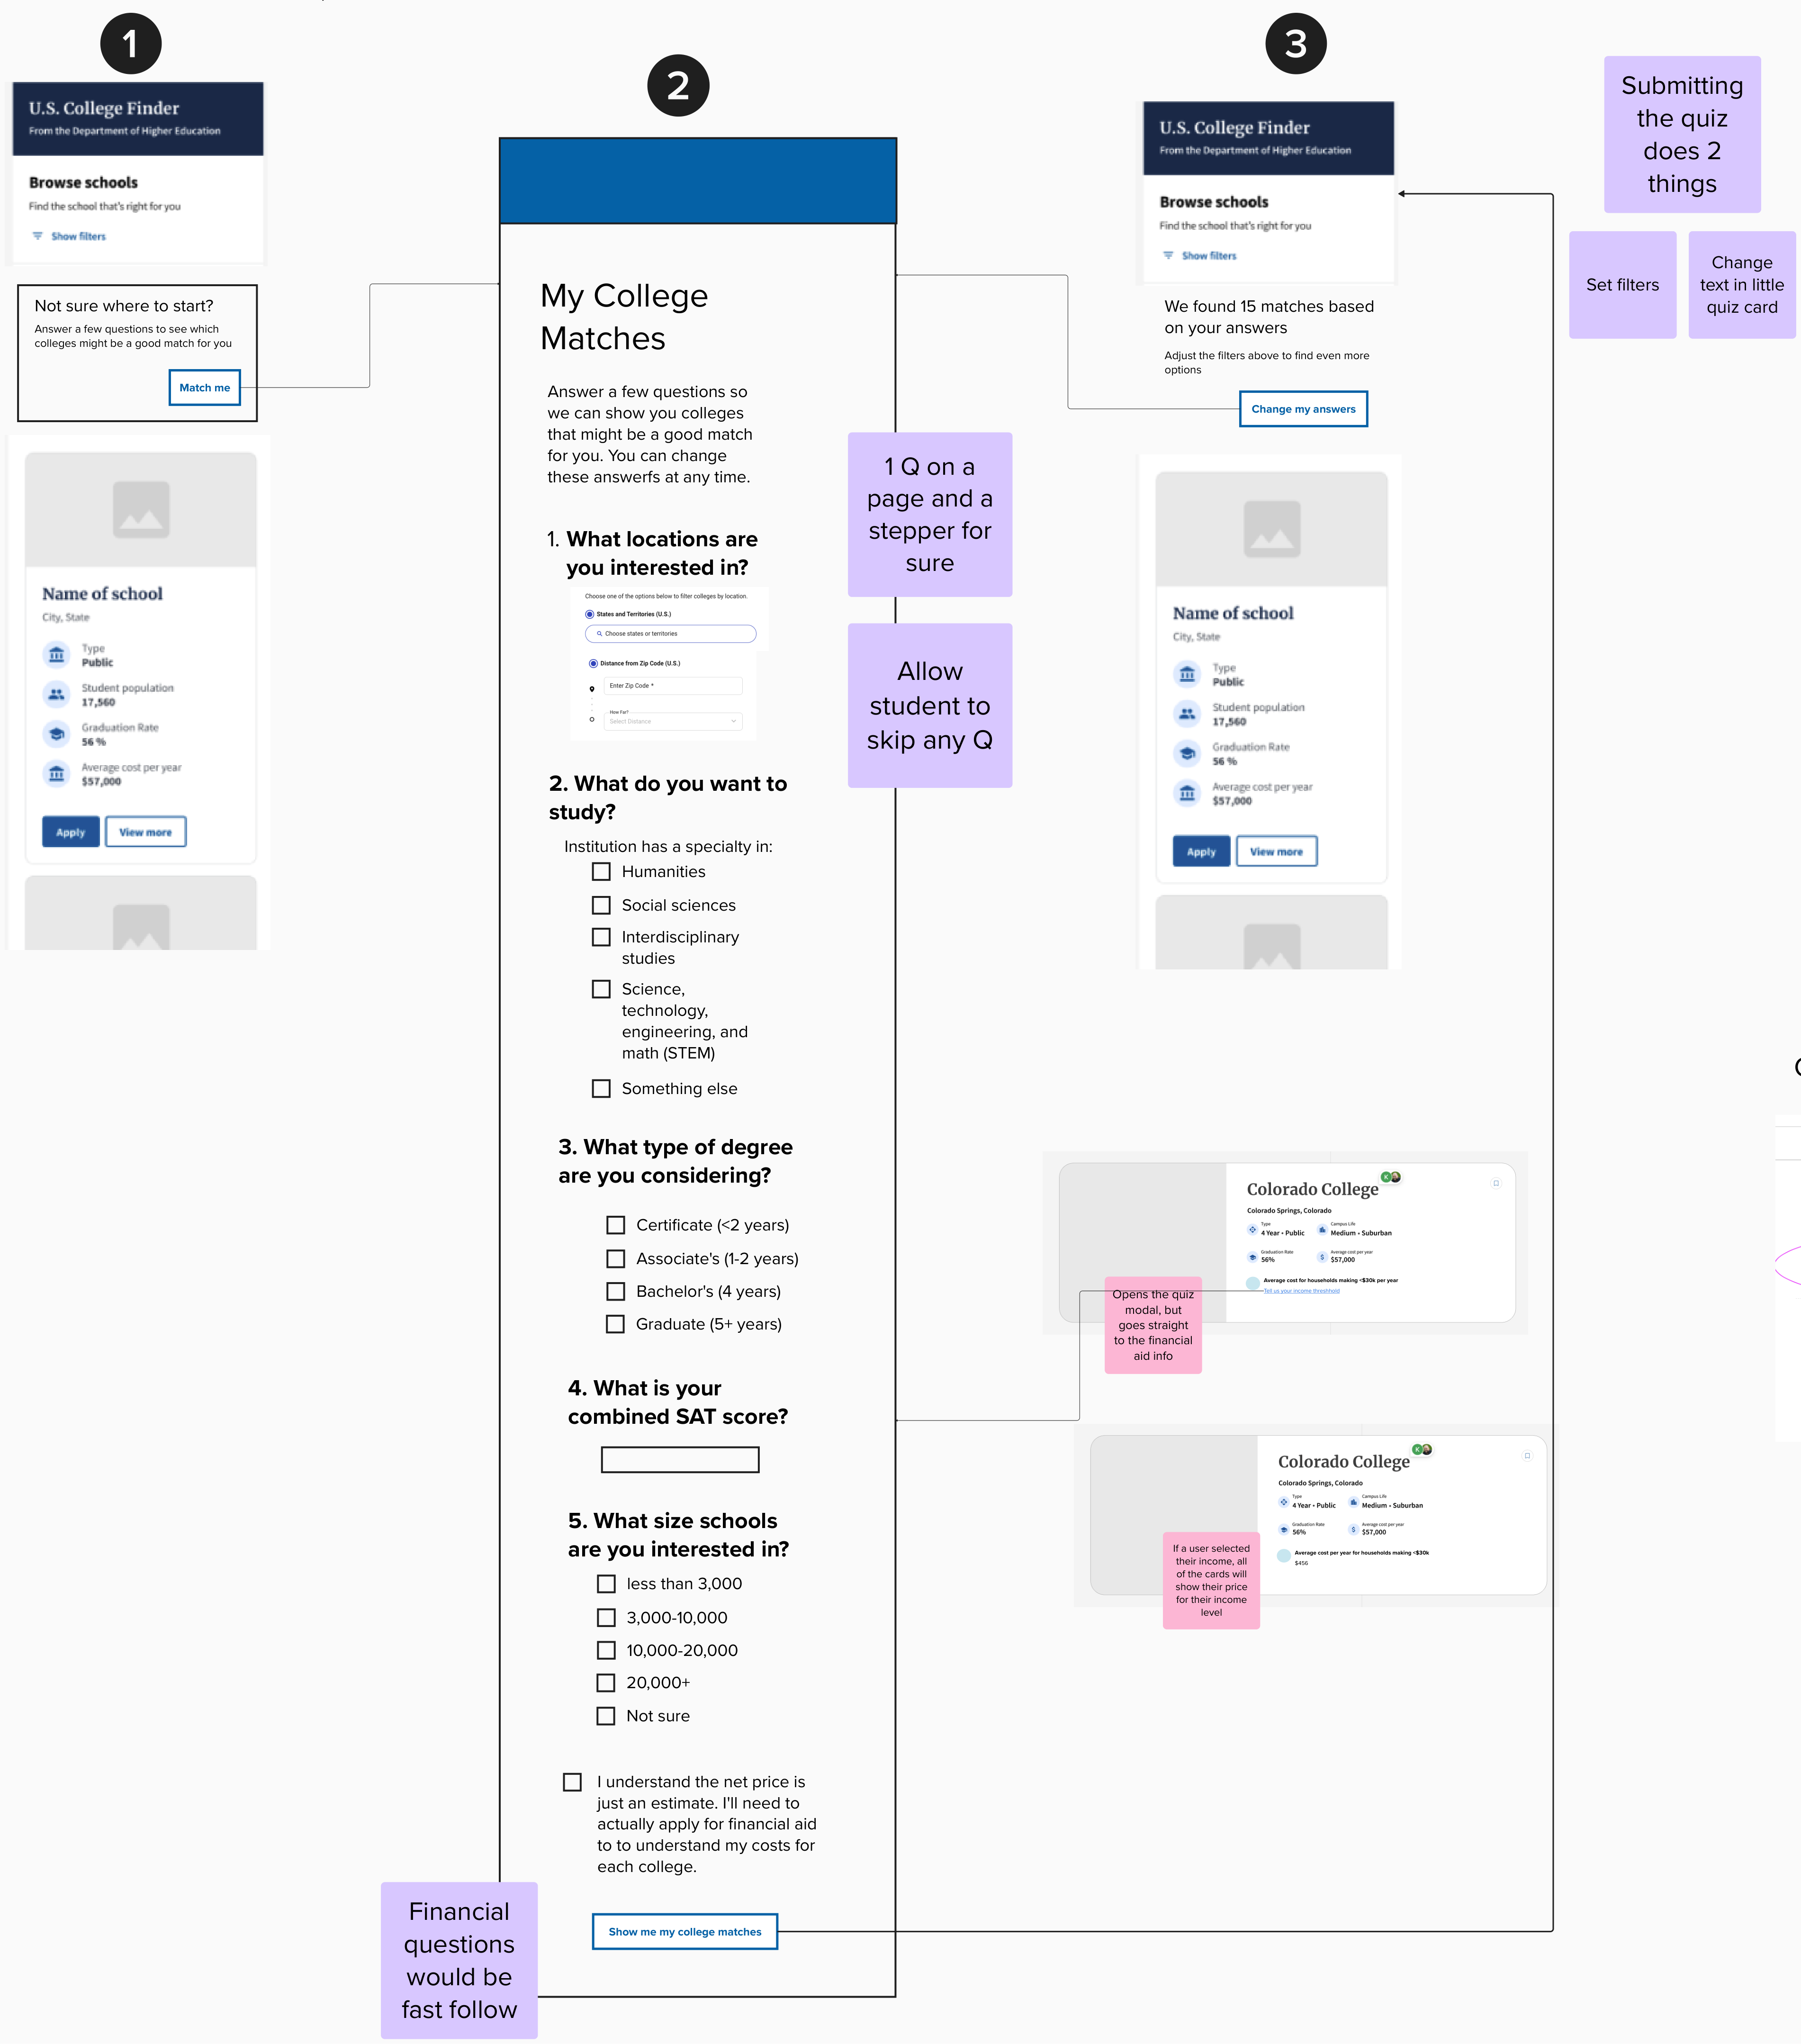 1
U.S. College Finder
From the Department of Higher Education
Browse schools
Find the school that's right for you
Show filters
Not sure where to start?
Answer a few questions to see which
colleges might be a good match for you
Match me
Name of school
City, State
Type
Public
Student population
17,560
Graduation Rate
56 %
Average cost per year
$57,000
Apply
View more
2
My College
Matches
Answer a few questions so
we can show you colleges
that might be a good match
for you. You can change
these answerfs at any time.
1. What locations are
you interested in?
Choose one of the options below to filter colleges by location.
States and Territories (U.S.)
Choose states or territories
Distance from Zip Code (U.S.)
Enter Zip Code *
How Far?
Select Distance
2. What do you want to
study?
Institution has a specialty in:
Humanities
Social sciences
Interdisciplinary
studies
Science,
technology,
engineering, and
math (STEM)
Something else
3. What type of degree
are you considering?
Certificate (<2 years)
Associate's (1-2 years)
Bachelor's (4 years)
Graduate (5+ years)
4. What is your
combined SAT score?
5. What size schools
are you interested in?
less than 3,000
3,000-10,000
10,000-20,000
20,000+
Not sure
I understand the net price is
just an estimate. I'll need to
actually apply for financial aid
to to understand my costs for
each college.
Show me my college matches
Financial
questions
would be
fast follow
1 Q on a
page and a
stepper for
sure
Allow
student to
skip any Q
3
U.S. College Finder
From the Department of Higher Education
Browse schools
Find the school that's right for you
Show filters
We found 15 matches based
on your answers
Adjust the filters above to find even more
options
Change my answers
Name of school
City, State
Type
Public
Student population
17,560
Graduation Rate
56 %
Average cost per year
$57,000
Apply
View more
Submitting
the quiz
does 2
things
Set filters
Change
text in little
quiz card
Colorado College
K
Colorado Springs, Colorado
Type
4 Year • Public
Campus Life
Medium • Suburban
Graduation Rate
56%
Average cost per year
$57,000
Average cost for households making <$30k per year
Tell us your income threshhold
Opens the quiz
modal, but
goes straight
to the financial
aid info
Colorado College
K
Colorado Springs, Colorado
Type
4 Year • Public
Campus Life
Medium • Suburban
Graduation Rate
56%
Average cost per year
$57,000
Average cost per year for households making <$30k
$456
If a user selected
their income, all
of the cards will
show their price
for their income
level